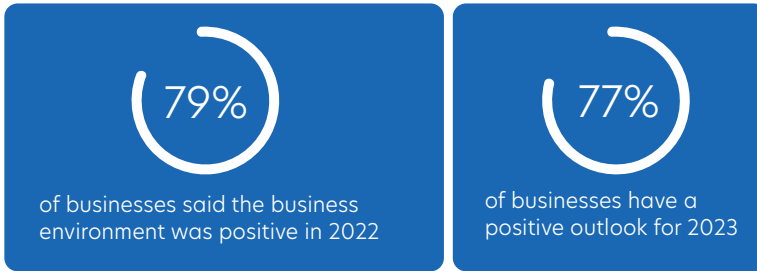 79%
of businesses said the business
environment was positive in 2022
77%
of businesses have a
positive outlook for 2023